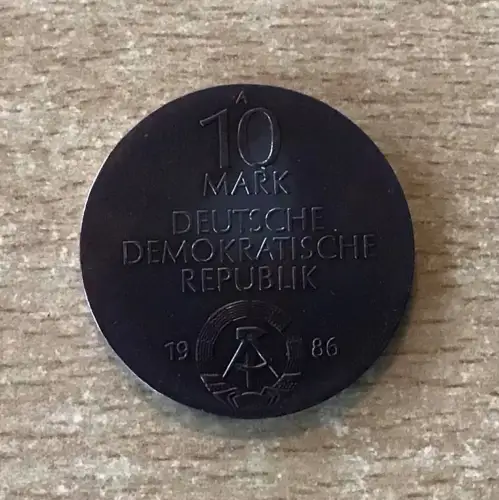 A
10
MARK
DEUTSCHE
DEMOKRATISCHE
REPUBLIK
19 86